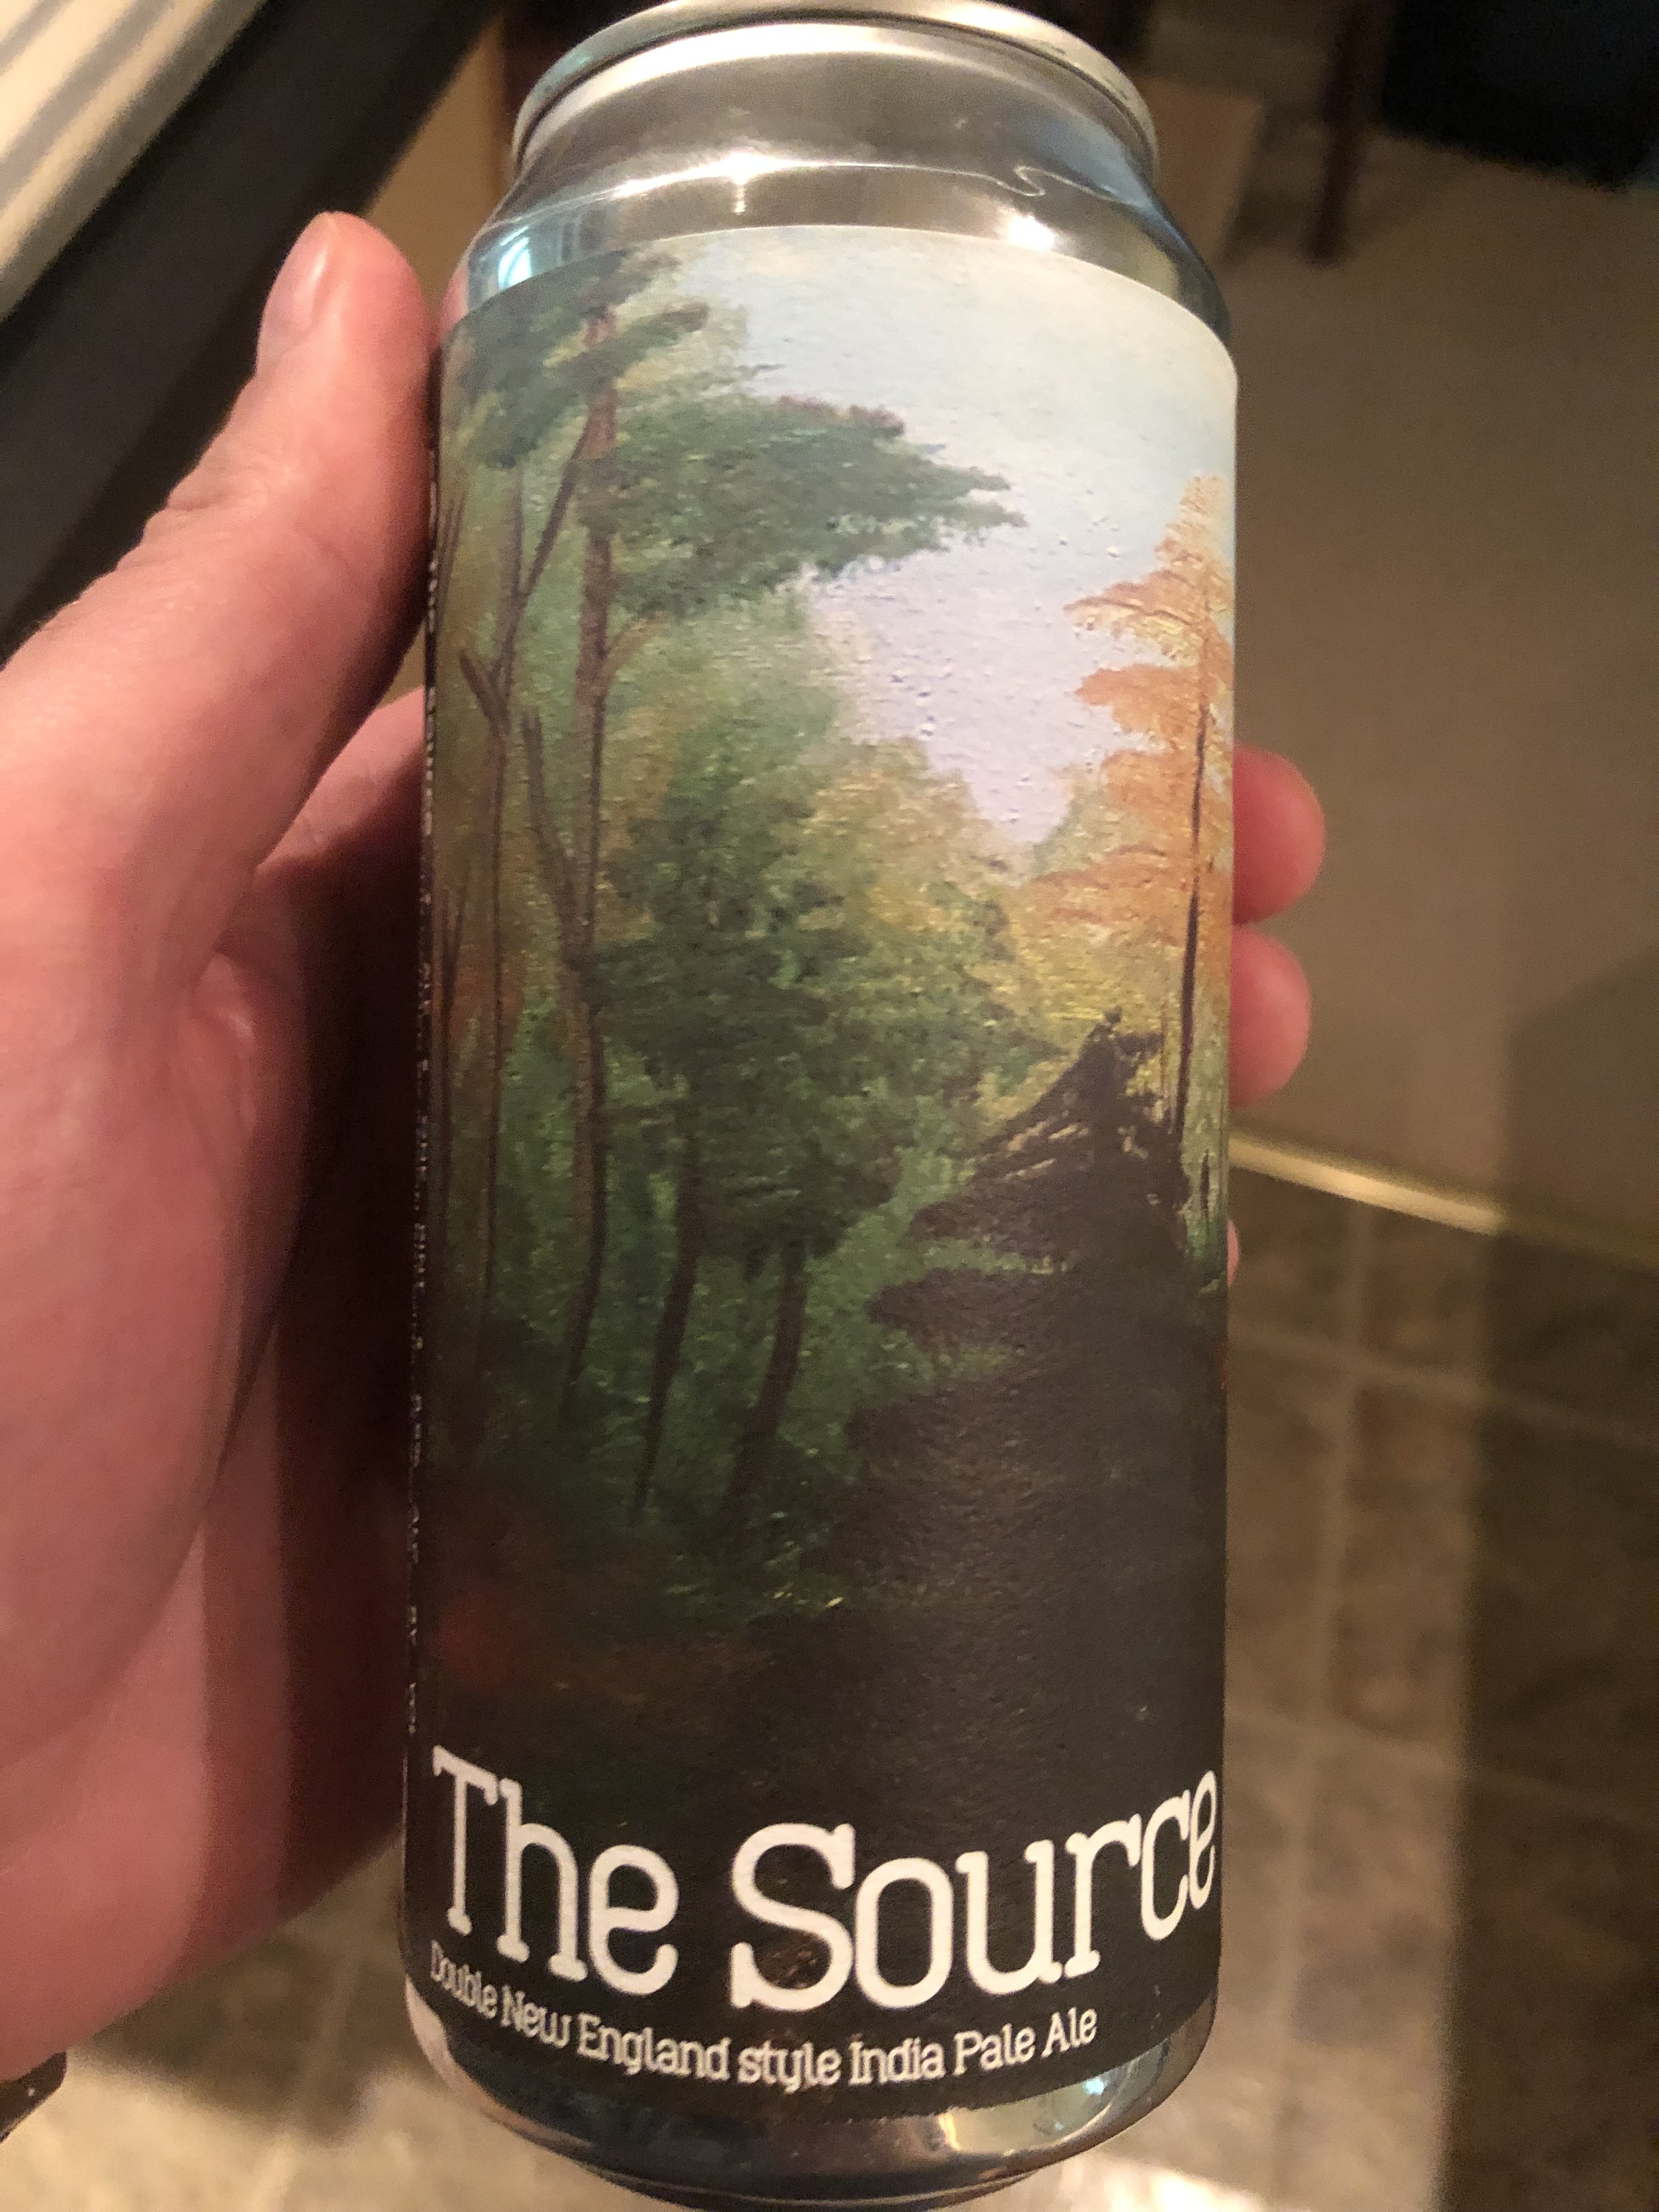 The Source
Double New England style India Pale Ale